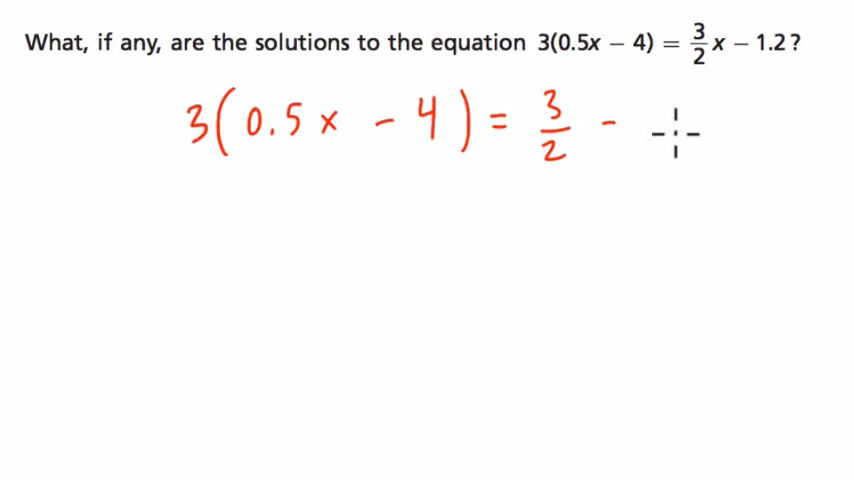 What, if any, are the solutions to the equation 3(0.5x − 4) = 3/2 x − 1.2?
3(0.5x − 4) = 3/2 −